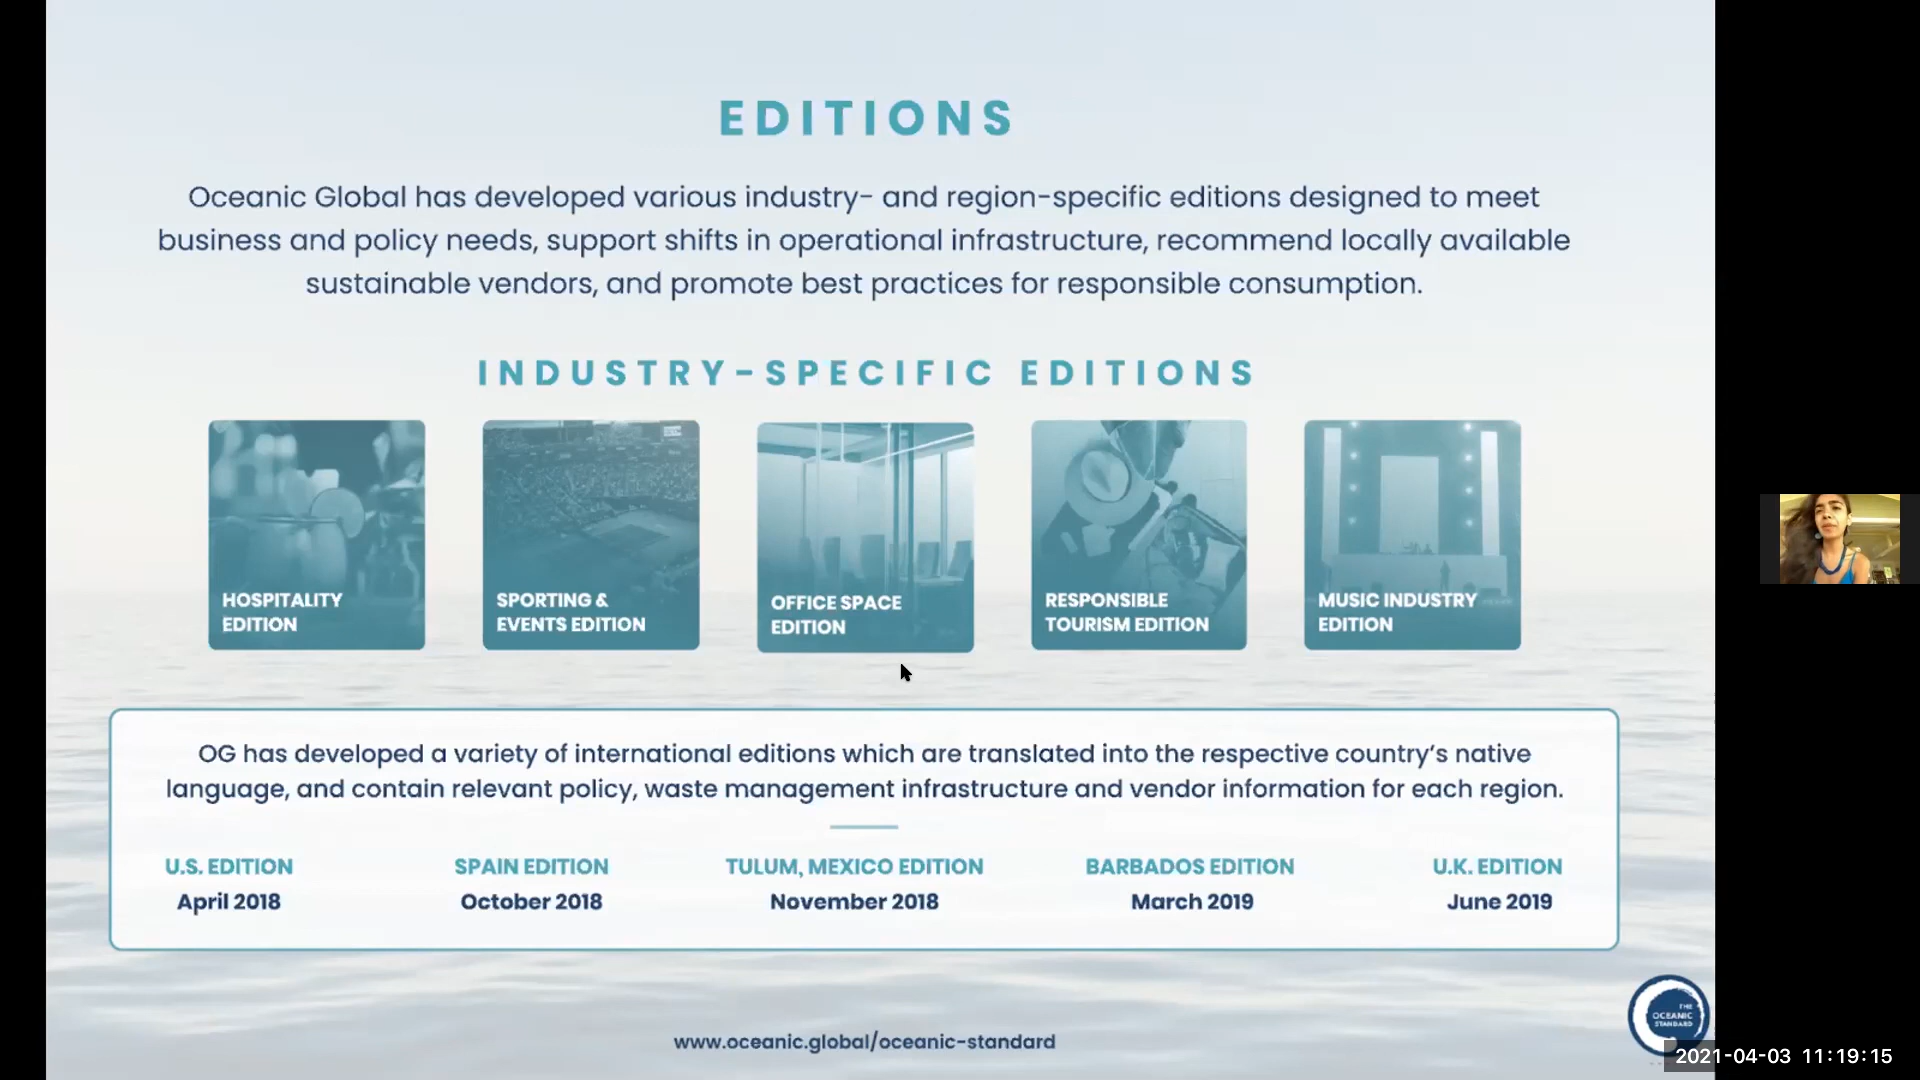 EDITIONS
Oceanic Global has developed various industry- and region-specific editions designed to meet
business and policy needs, support shifts in operational infrastructure, recommend locally available
sustainable vendors, and promote best practices for responsible consumption.
INDUSTRY-SPECIFIC EDITIONS
HOSPITALITY
EDITION
SPORTING &
EVENTS EDITION
OFFICE SPACE
EDITION
RESPONSIBLE
TOURISM EDITION
MUSIC INDUSTRY
EDITION
OG has developed a variety of international editions which are translated into the respective country's native
language, and contain relevant policy, waste management infrastructure and vendor information for each region.
U.S. EDITION
April 2018
SPAIN EDITION
October 2018
TULUM, MEXICO EDITION
November 2018
BARBADOS EDITION
March 2019
U.K. EDITION
June 2019
THE
OCEANIC
STANDARD
www.oceanic.global/oceanic-standard
2021-04-03 11:19:15